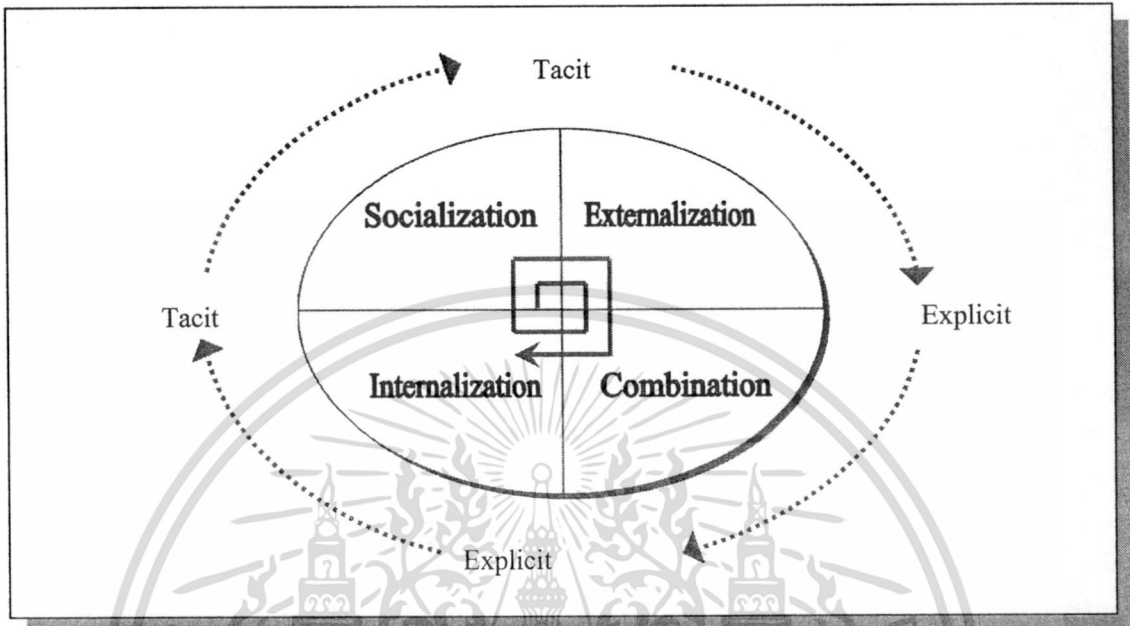 Tacit
Socialization Externalization
Tacit
Explicit
Internalization Combination
Explicit